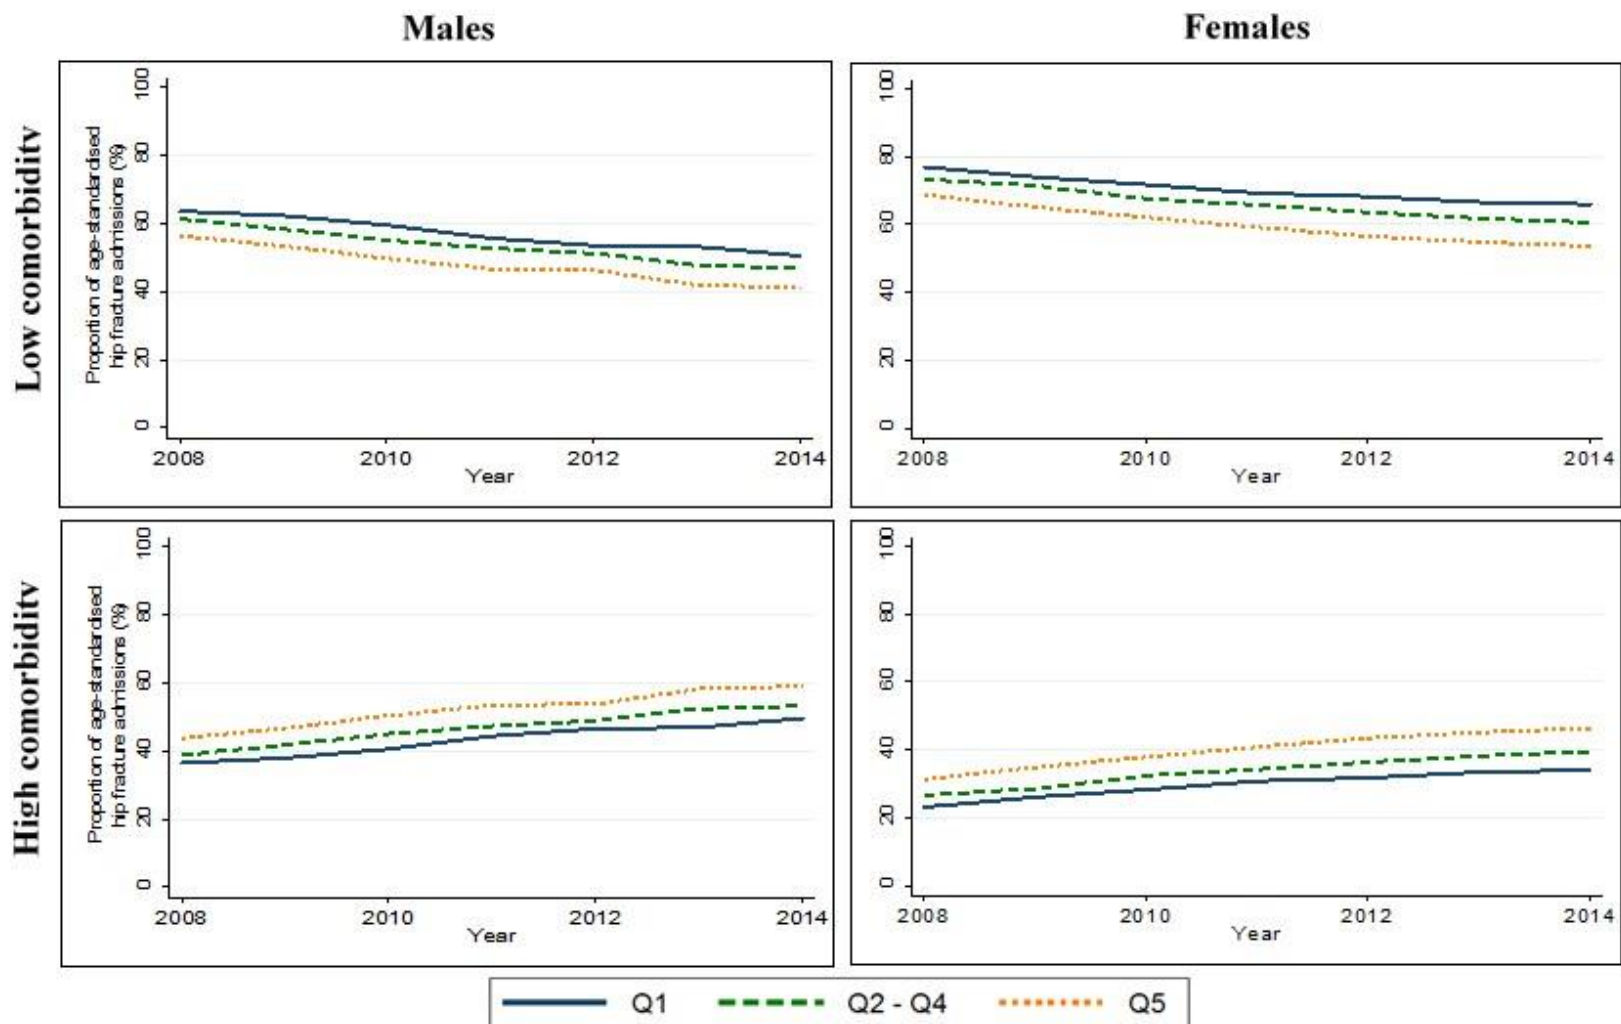 Males
Females
Low comorbidity
Proportion of age-standardised
hip fracture admissions (%)
100
80
60
40
20
0
2008 2010 2012 2014
Year
100
80
60
40
20
0
2008 2010 2012 2014
Year
High comorbidity
Proportion of age-standardised
hip fracture admissions (%)
100
80
60
40
20
0
2008 2010 2012 2014
Year
100
80
60
40
20
0
2008 2010 2012 2014
Year
Q1 Q2 - Q4 Q5